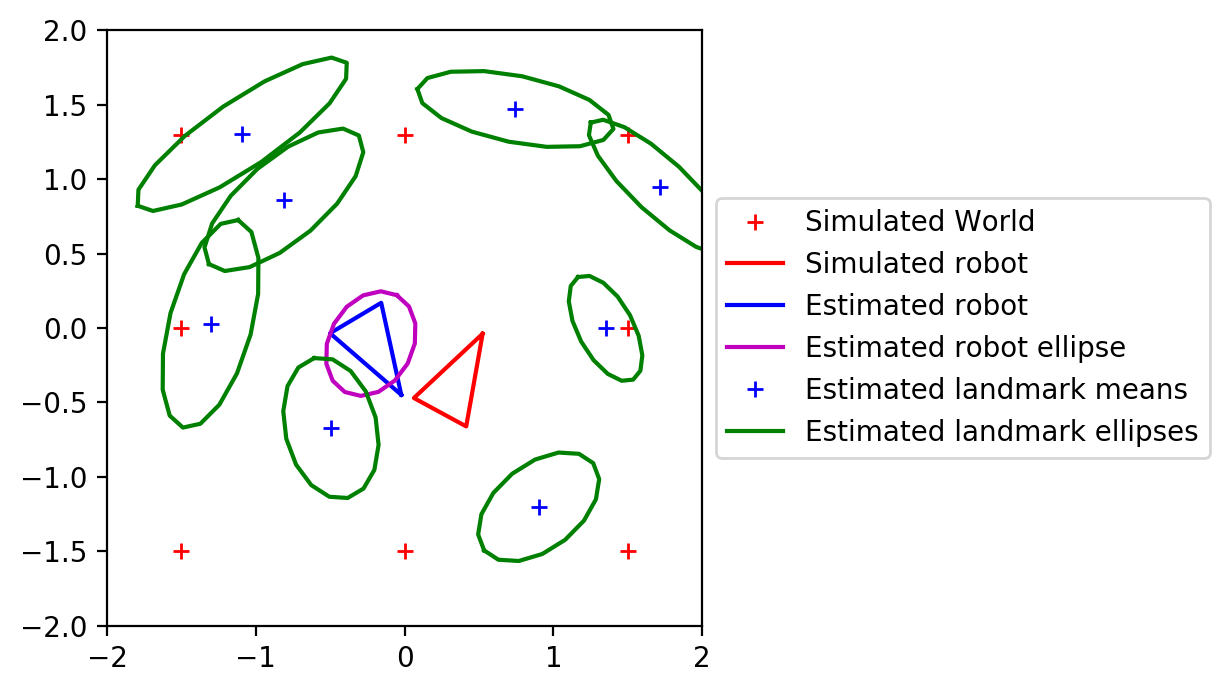 2.0
1.5
1.0
0.5
0.0
−0.5
−1.0
−1.5
−2.0
−2
−1
0
1
2
Simulated World
Simulated robot
Estimated robot
Estimated robot ellipse
Estimated landmark means
Estimated landmark ellipses